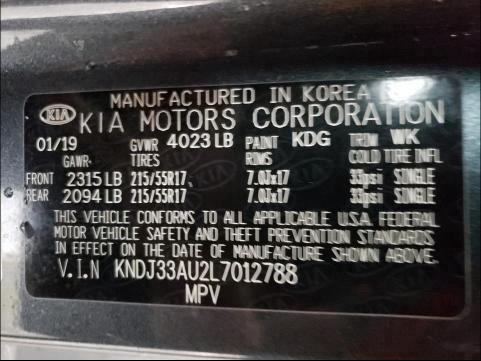 MANUFACTURED IN KOREA
KIA KIA MOTORS CORPORATION
01/19 GVWR 4023 LB PAINT KDG TRIM WK
GAWR TIRES RIMS COLD TIRE INFL
FRONT 2315 LB 215/55R17 7.0Jx17 33psi SINGLE
REAR 2094 LB 215/55R17 7.0Jx17 33psi SINGLE
THIS VEHICLE CONFORMS TO ALL APPLICABLE U.S.A FEDERAL
MOTOR VEHICLE SAFETY AND THEFT PREVENTION STANDARDS
IN EFFECT ON THE DATE OF MANUFACTURE SHOWN ABOVE.
V.I.N KNDJ33AU2L7012788
MPV